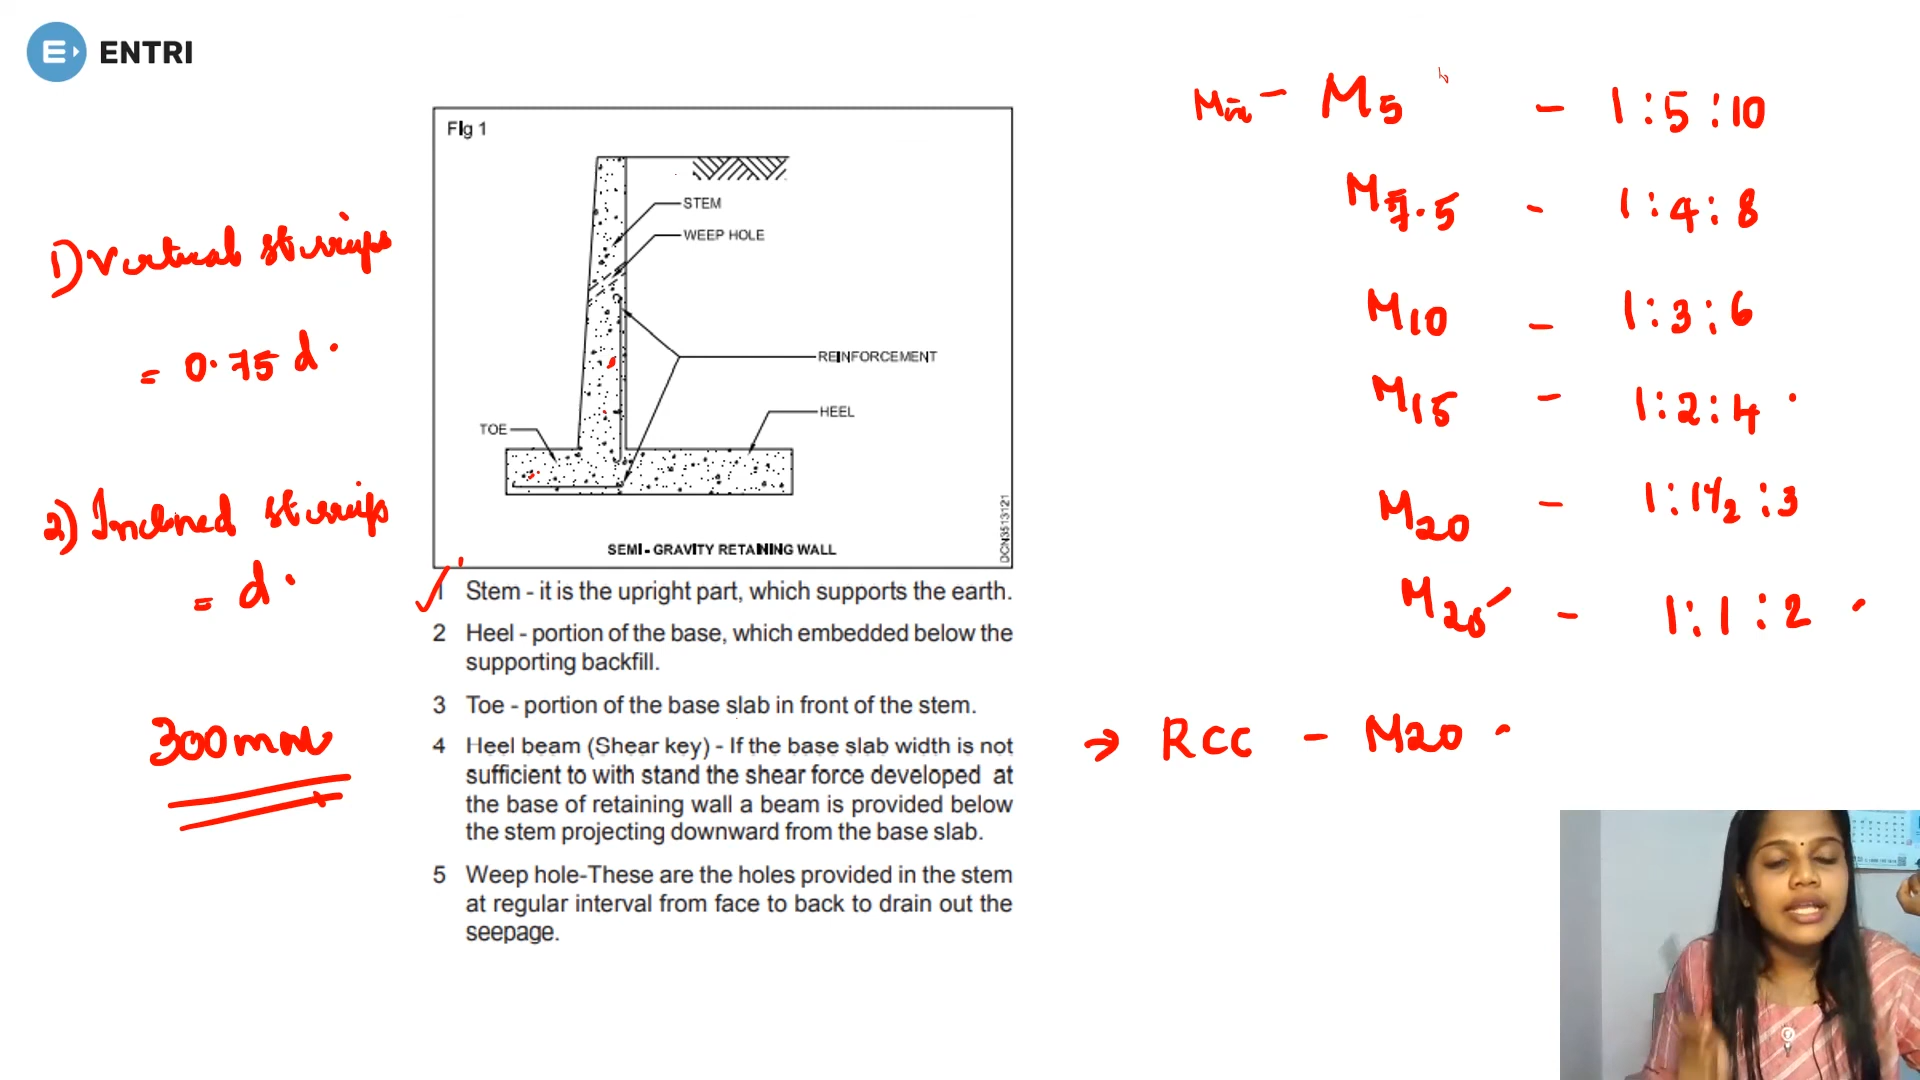 ENTRI
Min - M5 - 1:5:10
M7.5 - 1:4:8
M10 - 1:3:6
M15 - 1:2:4
M20 - 1:1½:3
M25 - 1:1:2
→ RCC - M20
1) Vertical stirrups
= 0.75 d
2) Inclined stirrups
= d
300mm
Fig 1
STEM
WEEP HOLE
REINFORCEMENT
HEEL
TOE
DCN3513121
SEMI - GRAVITY RETAINING WALL
1 Stem - it is the upright part, which supports the earth.
2 Heel - portion of the base, which embedded below the
supporting backfill.
3 Toe - portion of the base slab in front of the stem.
4 Heel beam (Shear key) - If the base slab width is not
sufficient to with stand the shear force developed at
the base of retaining wall a beam is provided below
the stem projecting downward from the base slab.
5 Weep hole-These are the holes provided in the stem
at regular interval from face to back to drain out the
seepage.